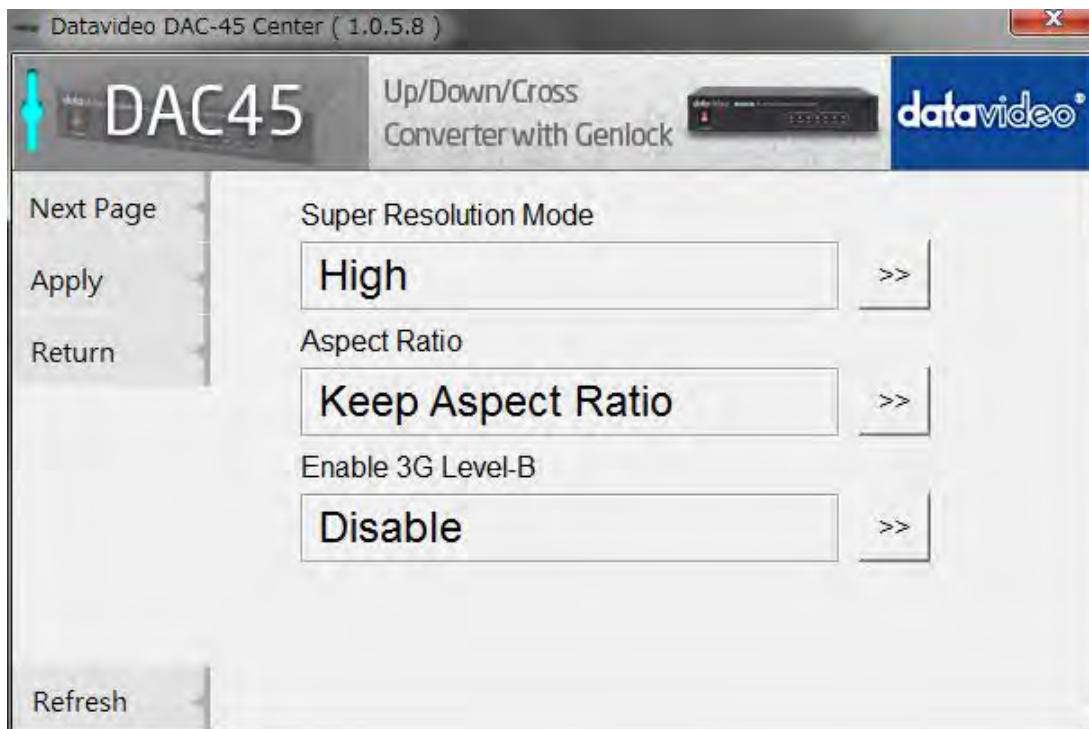 Datavideo DAC-45 Center ( 1.0.5.8 )
X
DAC45
Up/Down/Cross
Converter with Genlock
datavideo®
Next Page
Apply
Return
Super Resolution Mode
High
>>
Aspect Ratio
Keep Aspect Ratio
>>
Enable 3G Level-B
Disable
>>
Refresh